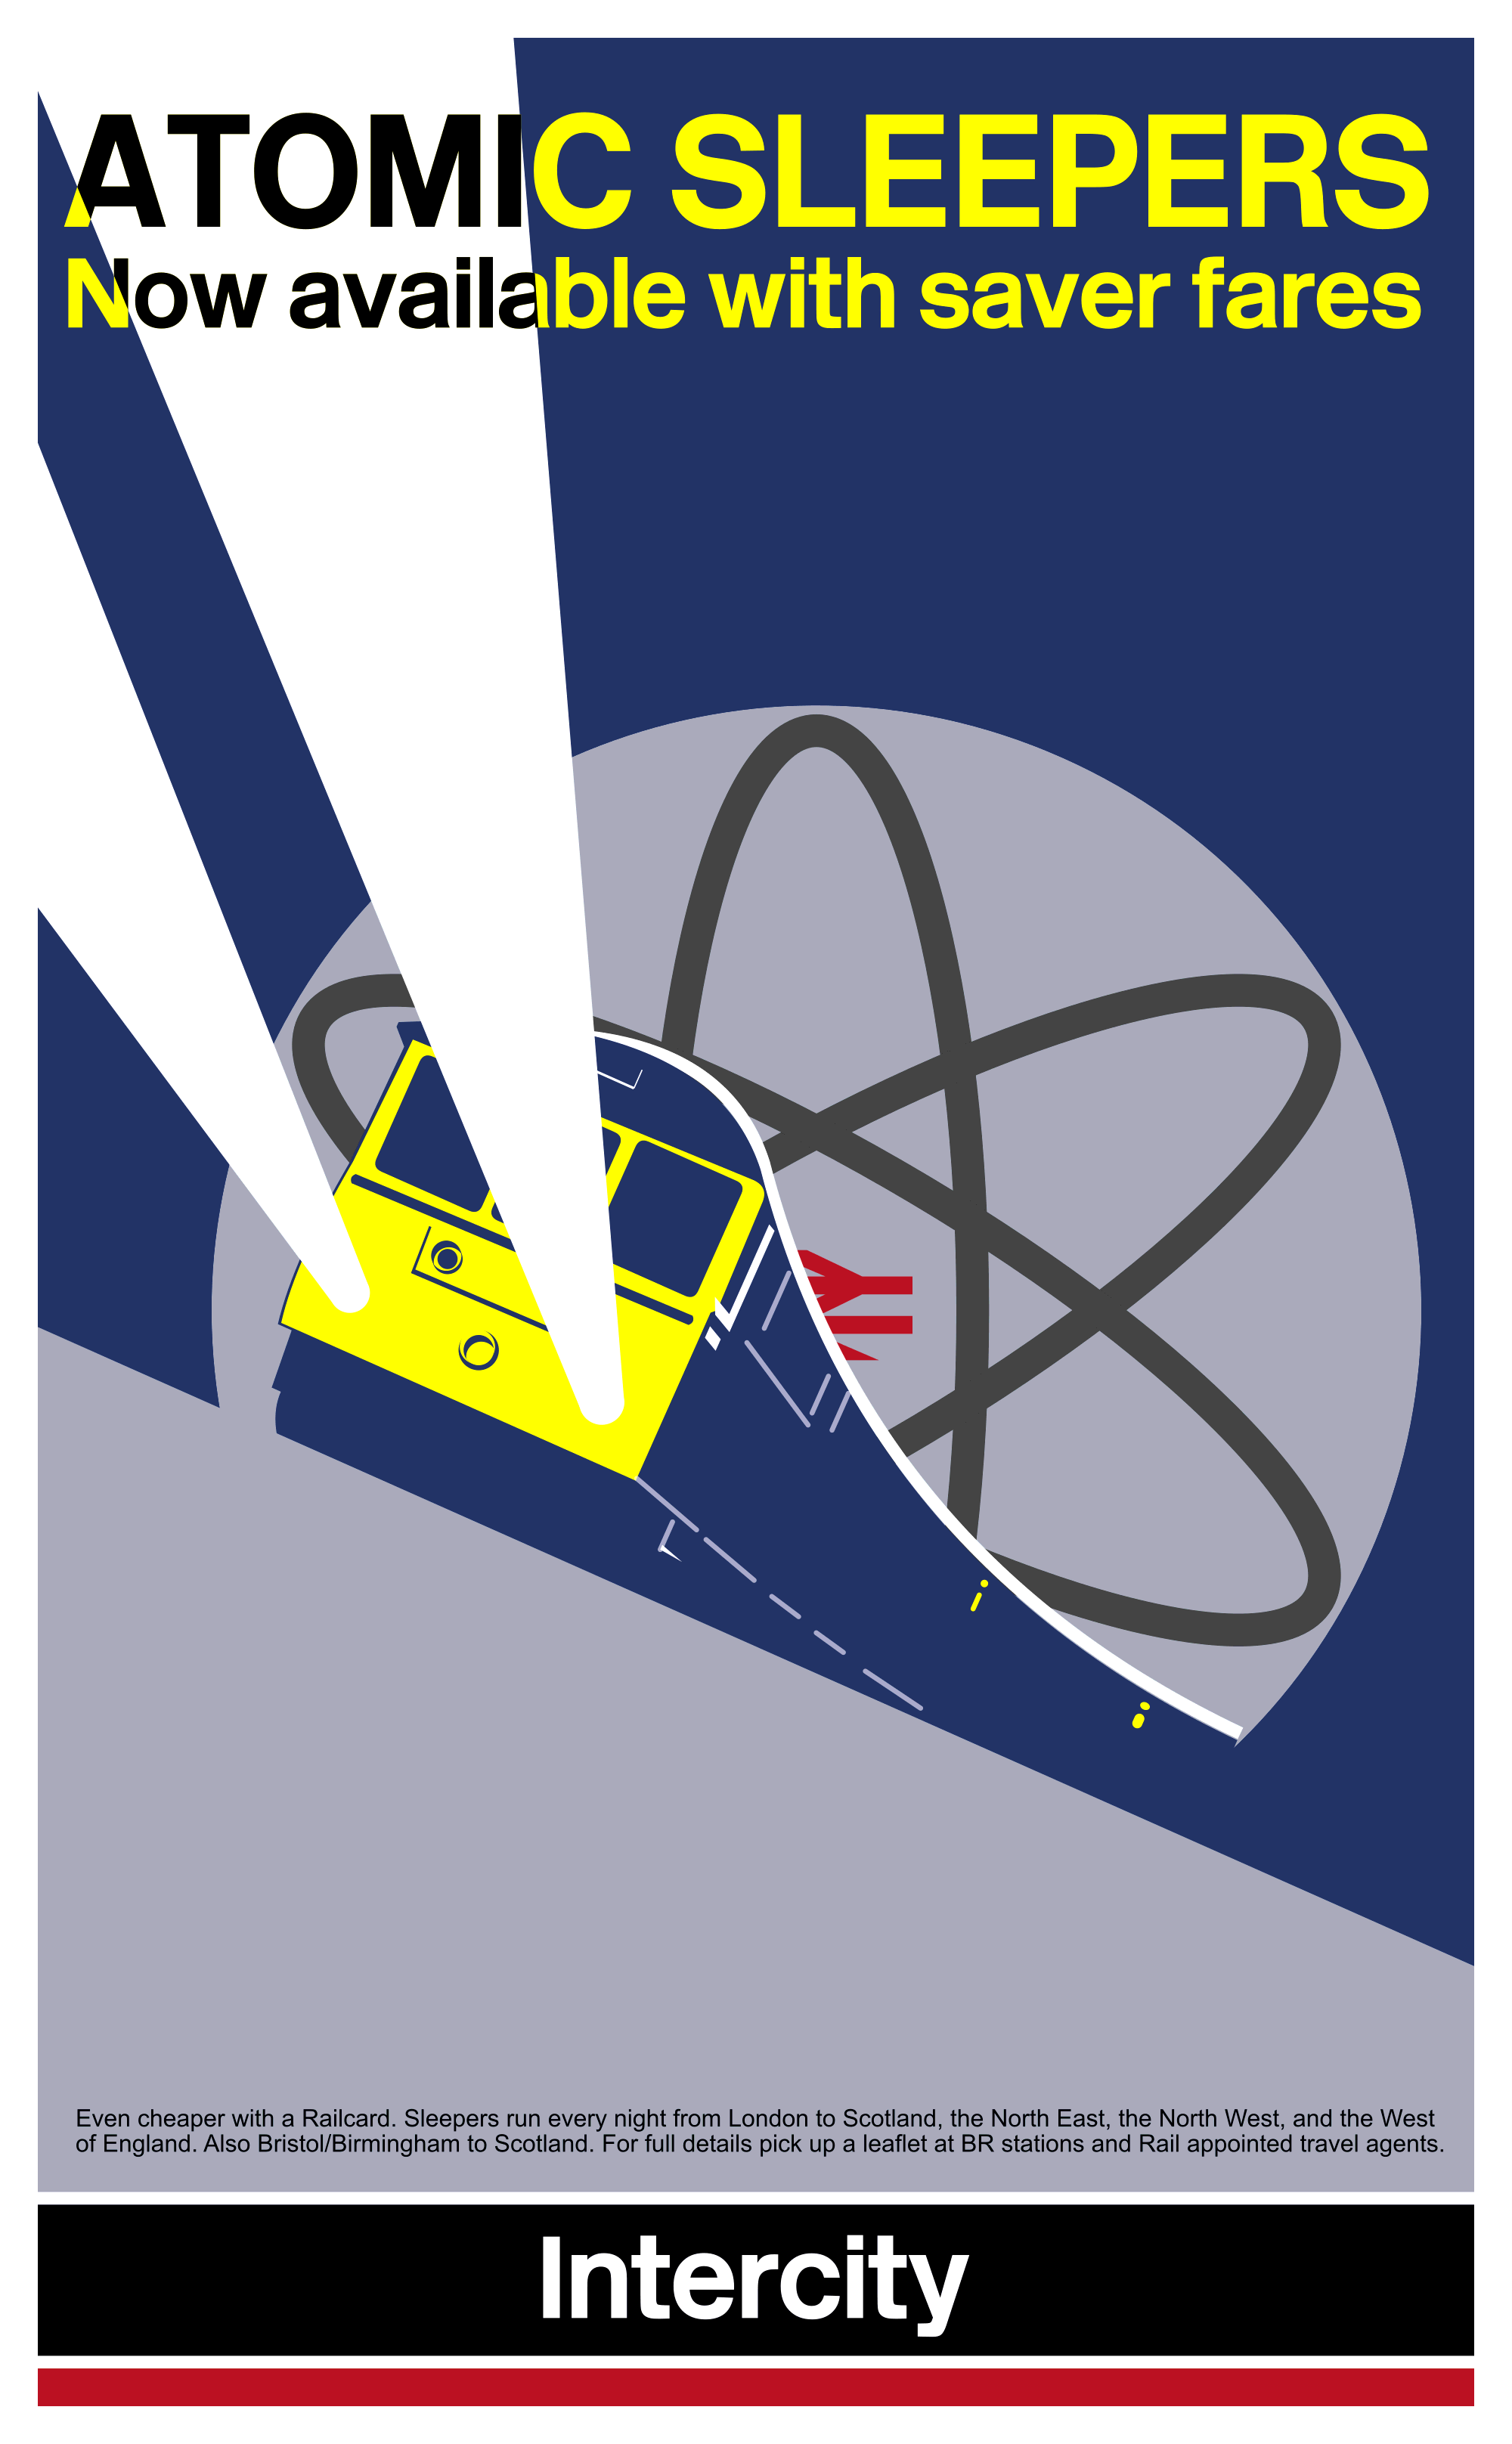 ATOMIC SLEEPERS
Now available with saver fares
Even cheaper with a Railcard. Sleepers run every night from London to Scotland, the North East, the North West, and the West
of England. Also Bristol/Birmingham to Scotland. For full details pick up a leaflet at BR stations and Rail appointed travel agents.
Intercity